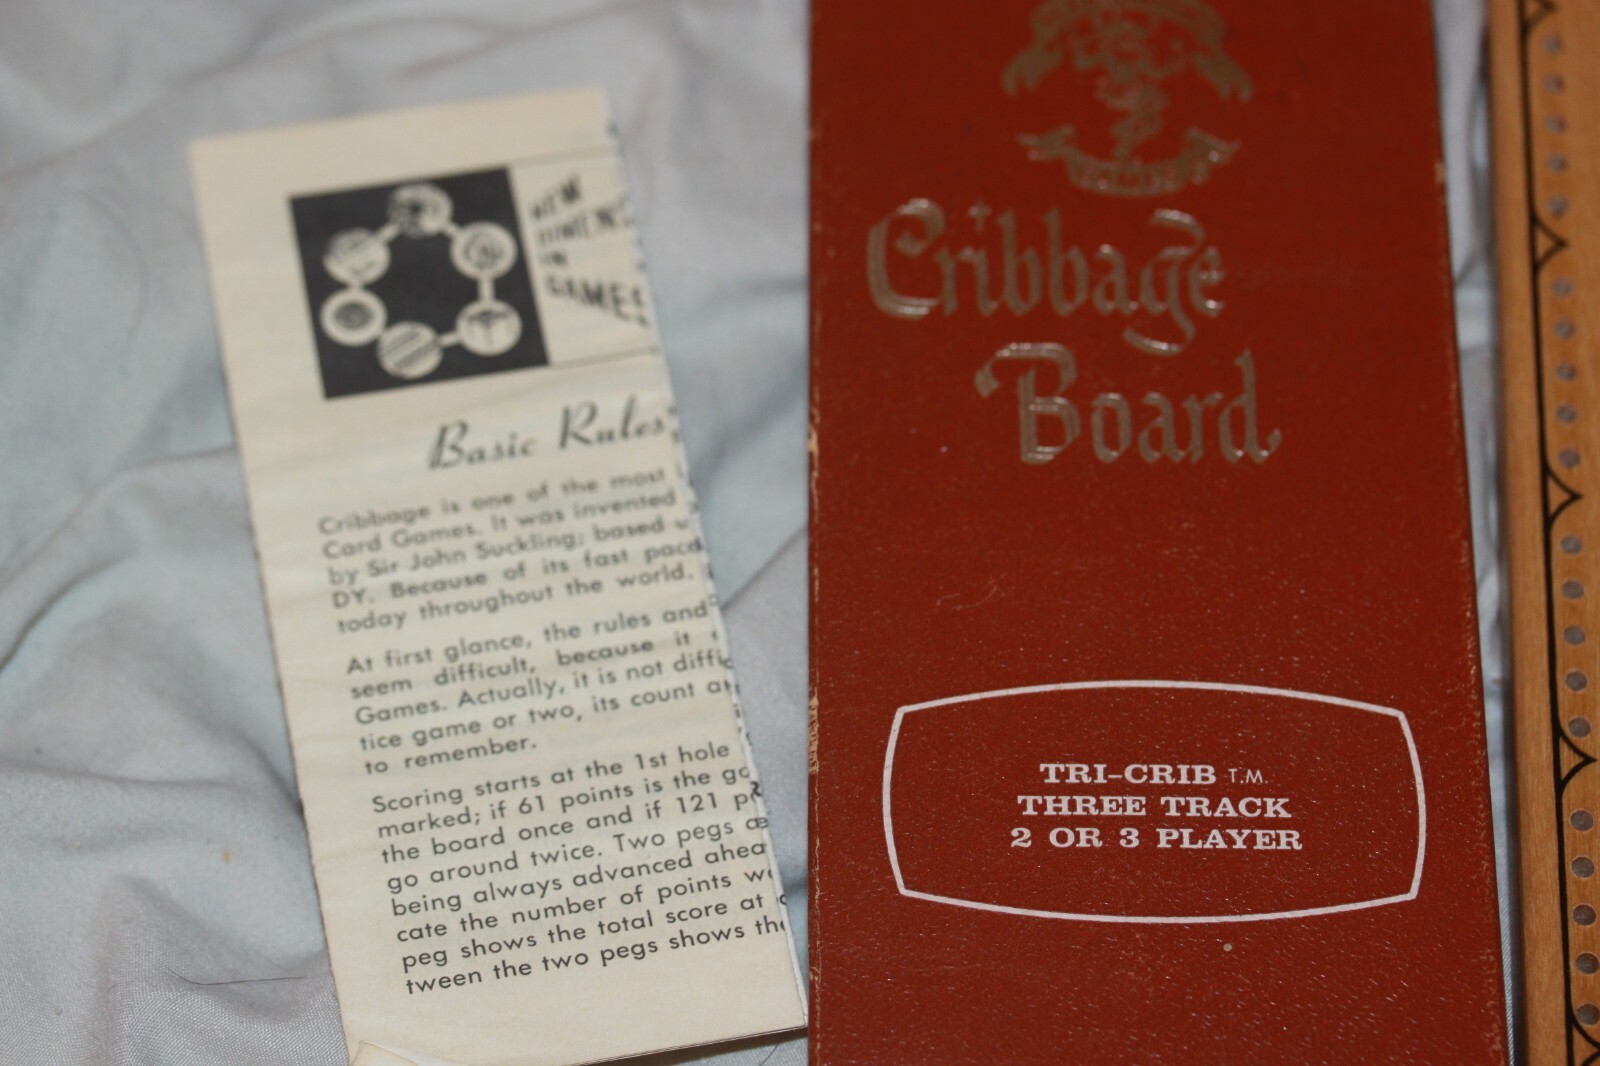 NEW
DIMENS
IN
GAMES
Basic Rules
Cribbage is one of the most
Card Games. It was invented
by Sir John Suckling; based
DY. Because of its fast pace
today throughout the world.
At first glance, the rules and
seem difficult, because it
Games. Actually, it is not diffic
tice game or two, its count
to remember.
Scoring starts at the 1st hole
marked; if 61 points is the
the board once and if 121
go around twice. Two pegs
being always advanced ahea
cate the number of points
peg shows the total score at
tween the two pegs shows the
Cribbage
Board
TRI-CRIB T.M.
THREE TRACK
2 OR 3 PLAYER